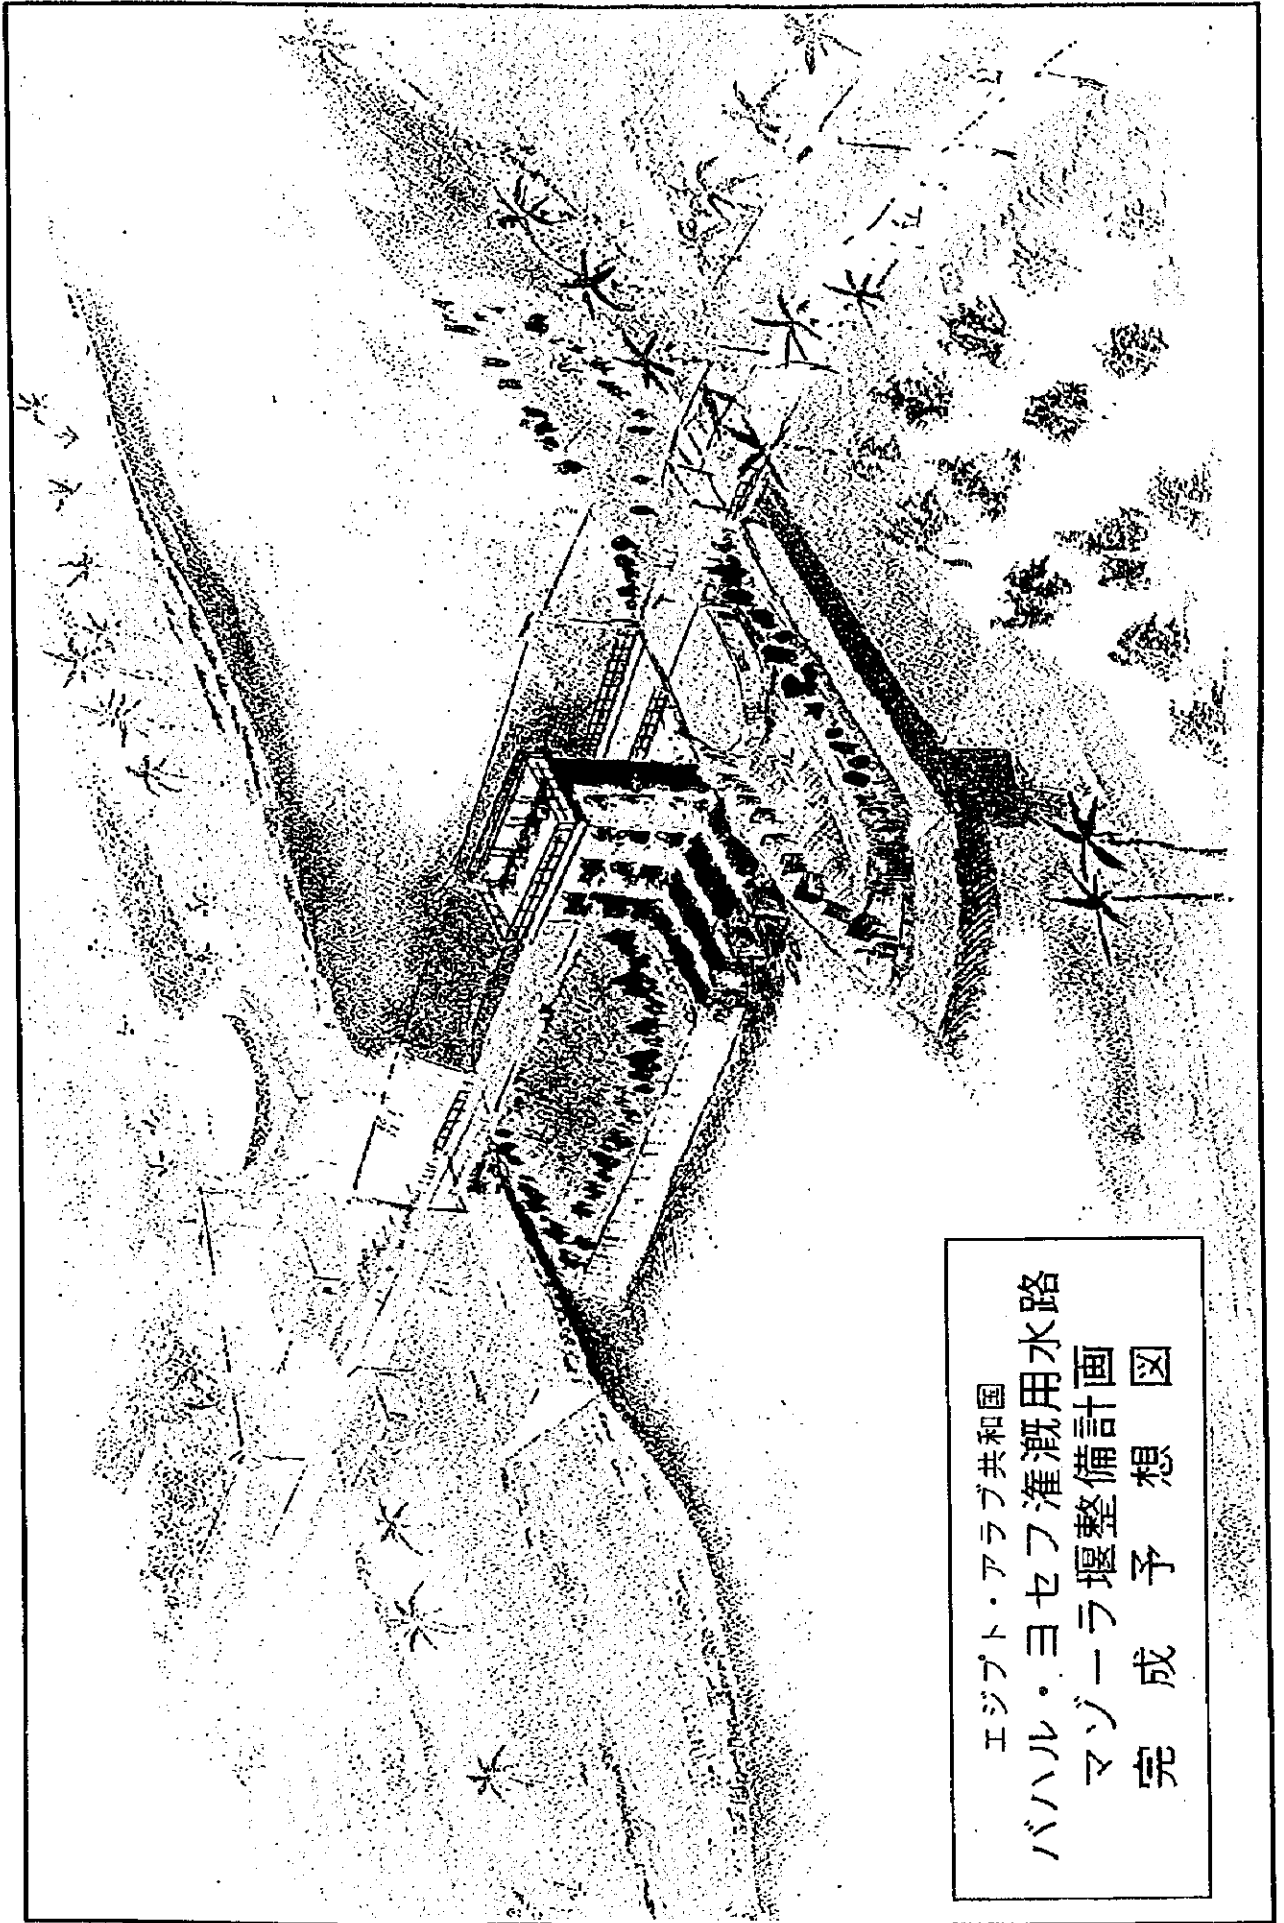 エジプト・アラブ共和国
バハル・ヨセフ灌漑用水路
マゾーラ堰整備計画
完成予想図